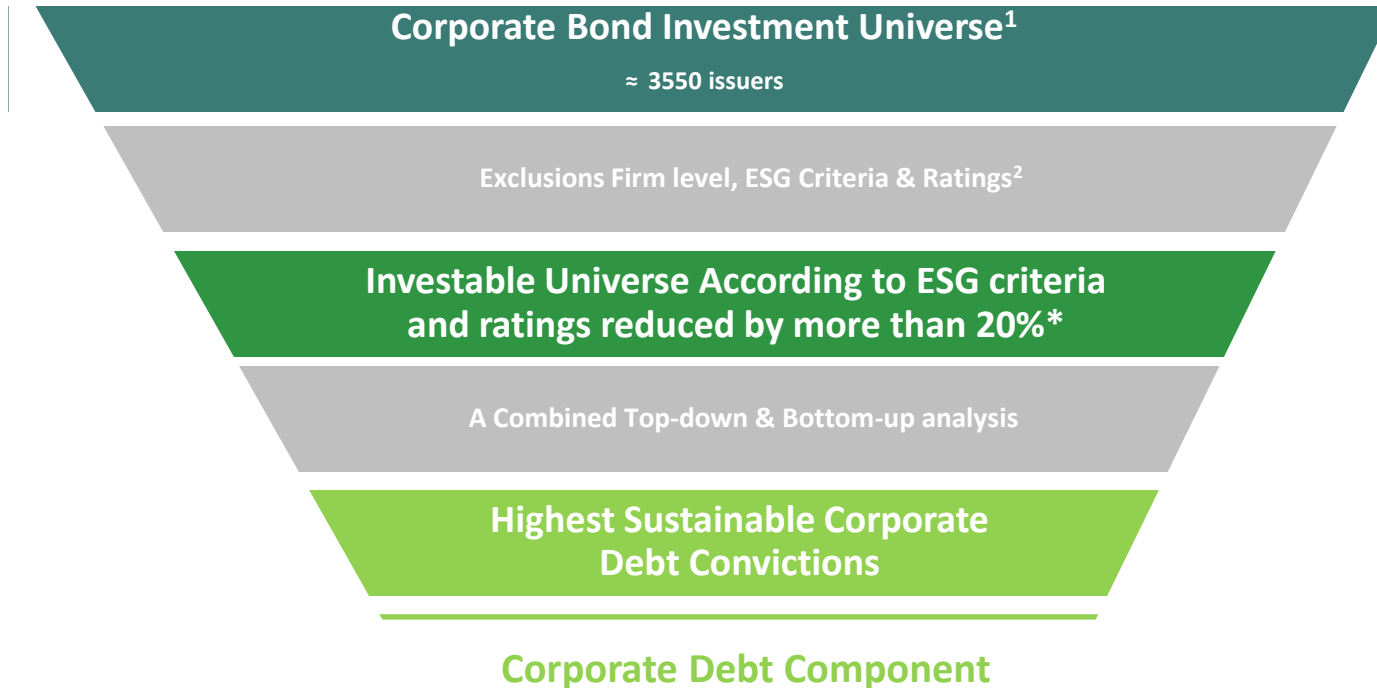 Corporate Bond Investment Universe¹
≈ 3550 issuers
Exclusions Firm level, ESG Criteria & Ratings²
Investable Universe According to ESG criteria
and ratings reduced by more than 20%*
A Combined Top-down & Bottom-up analysis
Highest Sustainable Corporate
Debt Convictions
Corporate Debt Component